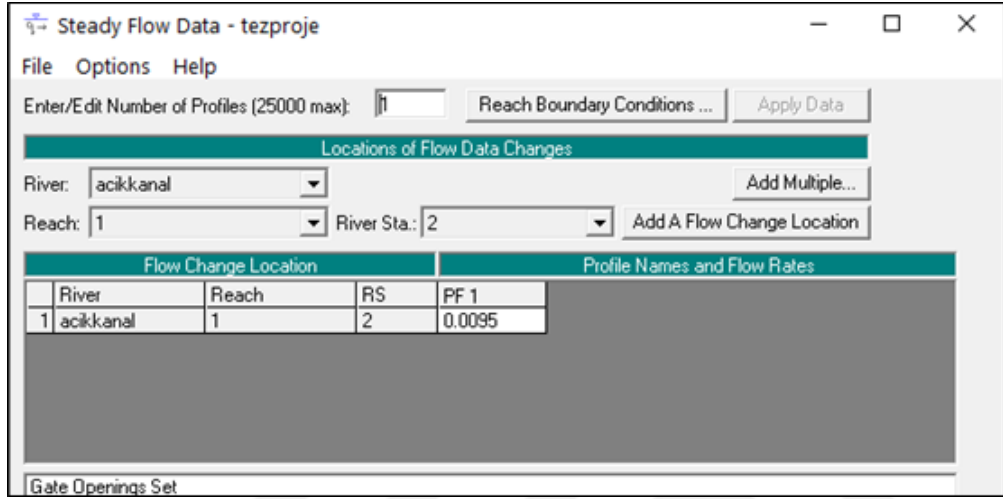 Steady Flow Data - tezproje
File Options Help
Enter/Edit Number of Profiles (25000 max): 1 Reach Boundary Conditions ... Apply Data
Locations of Flow Data Changes
River: acikkanal Add Multiple...
Reach: 1 River Sta.: 2 Add A Flow Change Location
Flow Change Location Profile Names and Flow Rates
River Reach RS PF 1
1 acikkanal 1 2 0.0095
Gate Openings Set